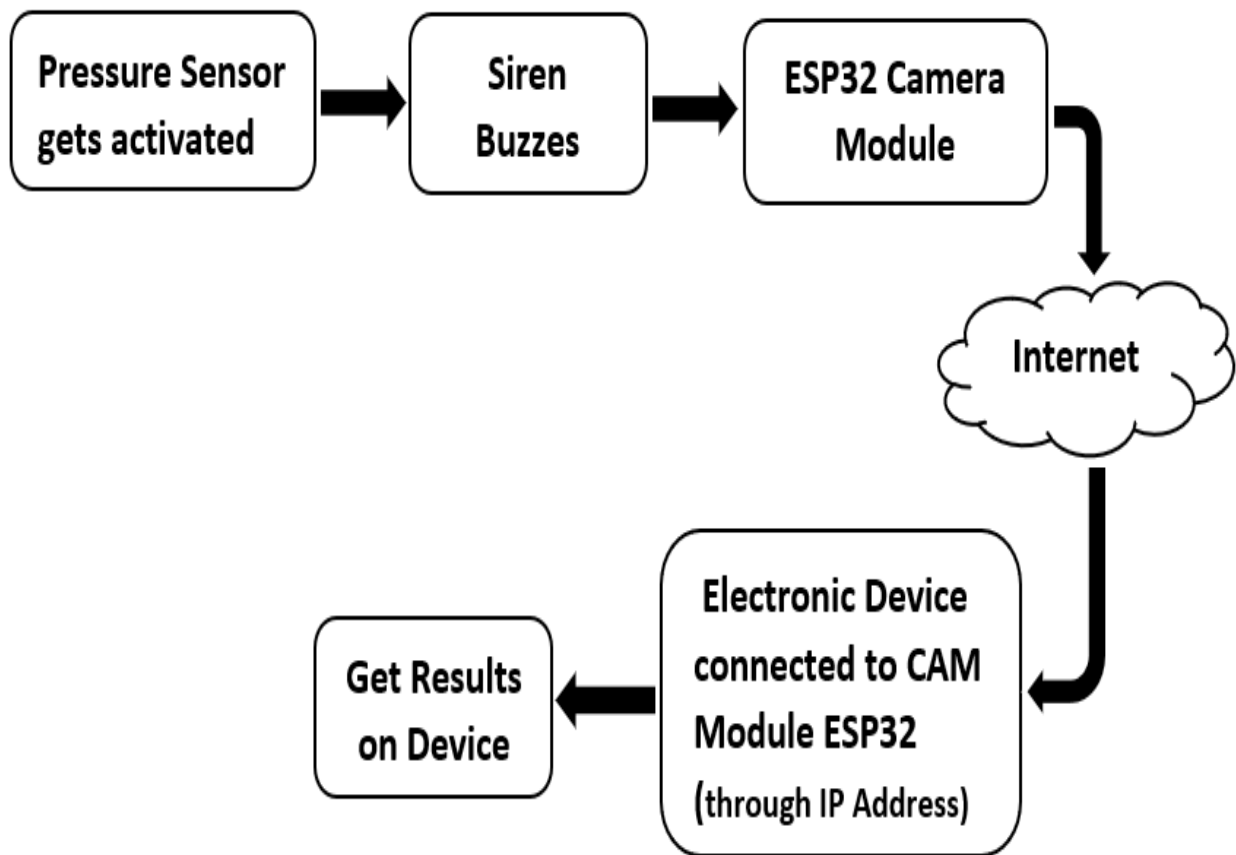 Pressure Sensor
gets activated
Siren
Buzzes
ESP32 Camera
Module
Internet
Electronic Device
connected to CAM
Module ESP32
(through IP Address)
Get Results
on Device